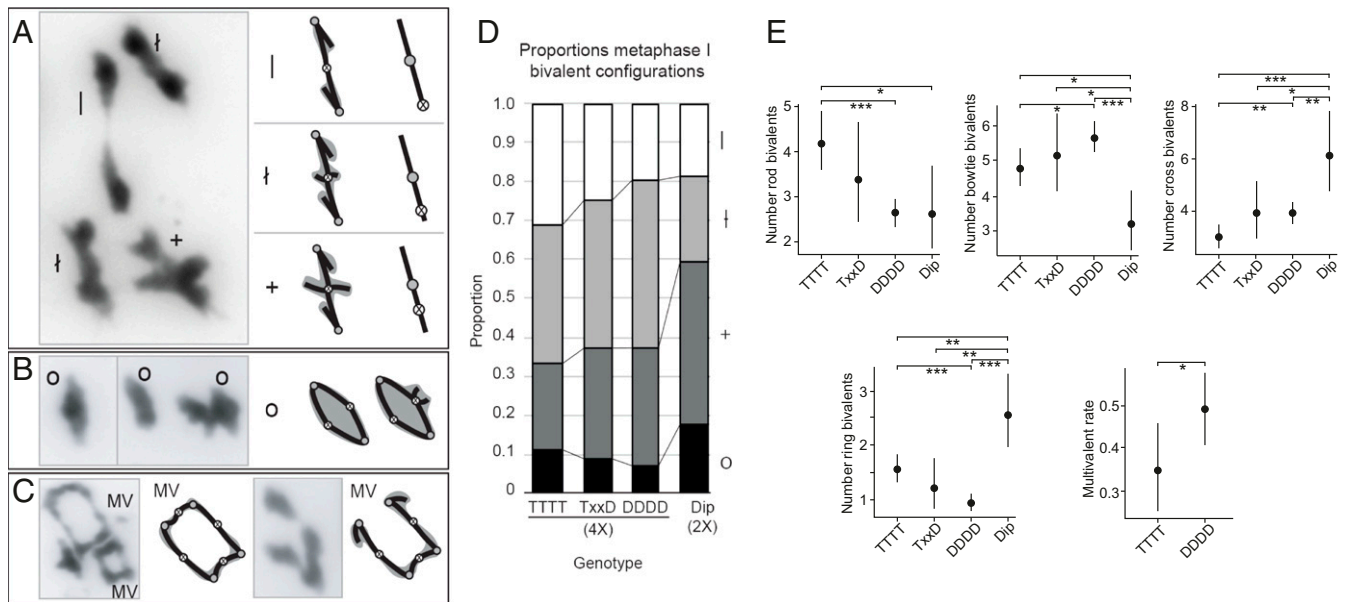 A
ł
|
ł
+
|
ł
+
B
O
O
O
O
C
MV
MV
MV
MV
D
Proportions metaphase I
bivalent configurations
Proportion
1.0
0.9
0.8
0.7
0.6
0.5
0.4
0.3
0.2
0.1
0
|
ł
+
O
TTTT TxxD DDDD Dip
(4X) (2X)
Genotype
E
Number rod bivalents
5
4
3
2
*
***
TTTT
TxxD
DDDD
Dip
Number bowtie bivalents
6
5
4
3
*
*
* ***
TTTT
TxxD
DDDD
Dip
Number cross bivalents
8
6
4
***
*
** **
TTTT
TxxD
DDDD
Dip
Number ring bivalents
3
2
1
**
**
*** ***
TTTT
TxxD
DDDD
Dip
Multivalent rate
0.5
0.4
0.3
*
TTTT
DDDD